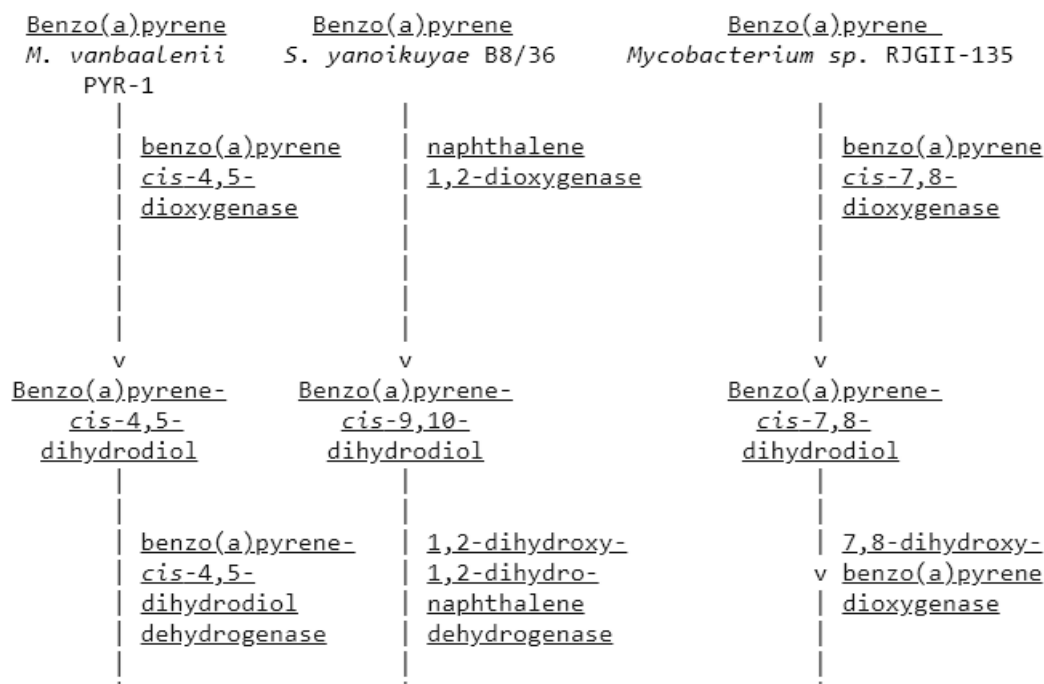 Benzo(a)pyrene Benzo(a)pyrene Benzo(a)pyrene
M. vanbaalenii S. yanoikuyae B8/36 Mycobacterium sp. RJGII-135
PYR-1
| | |
| benzo(a)pyrene | naphthalene | benzo(a)pyrene
| cis-4,5- | 1,2-dioxygenase | cis-7,8-
| dioxygenase | | dioxygenase
| | |
| | |
| | |
| | |
v v v
Benzo(a)pyrene- Benzo(a)pyrene- Benzo(a)pyrene-
cis-4,5- cis-9,10- cis-7,8-
dihydrodiol dihydrodiol dihydrodiol
| | |
| | |
| benzo(a)pyrene- | 1,2-dihydroxy- | 7,8-dihydroxy-
| cis-4,5- | 1,2-dihydro- v benzo(a)pyrene
| dihydrodiol | naphthalene | dioxygenase
| dehydrogenase | dehydrogenase |
| | |